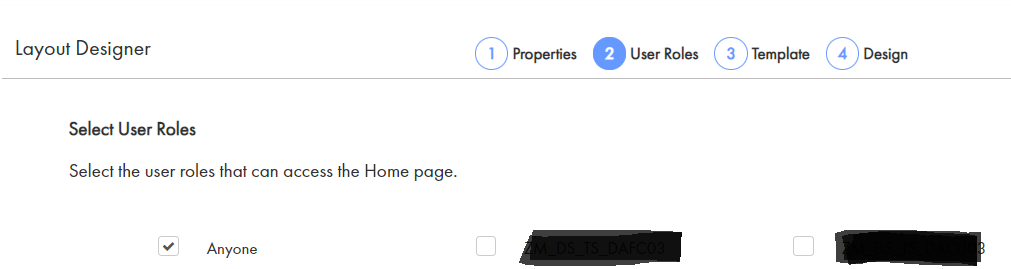 Layout Designer
1 Properties 2 User Roles 3 Template 4 Design
Select User Roles
Select the user roles that can access the Home page.
Anyone ZM_DS_TS_DAFC03